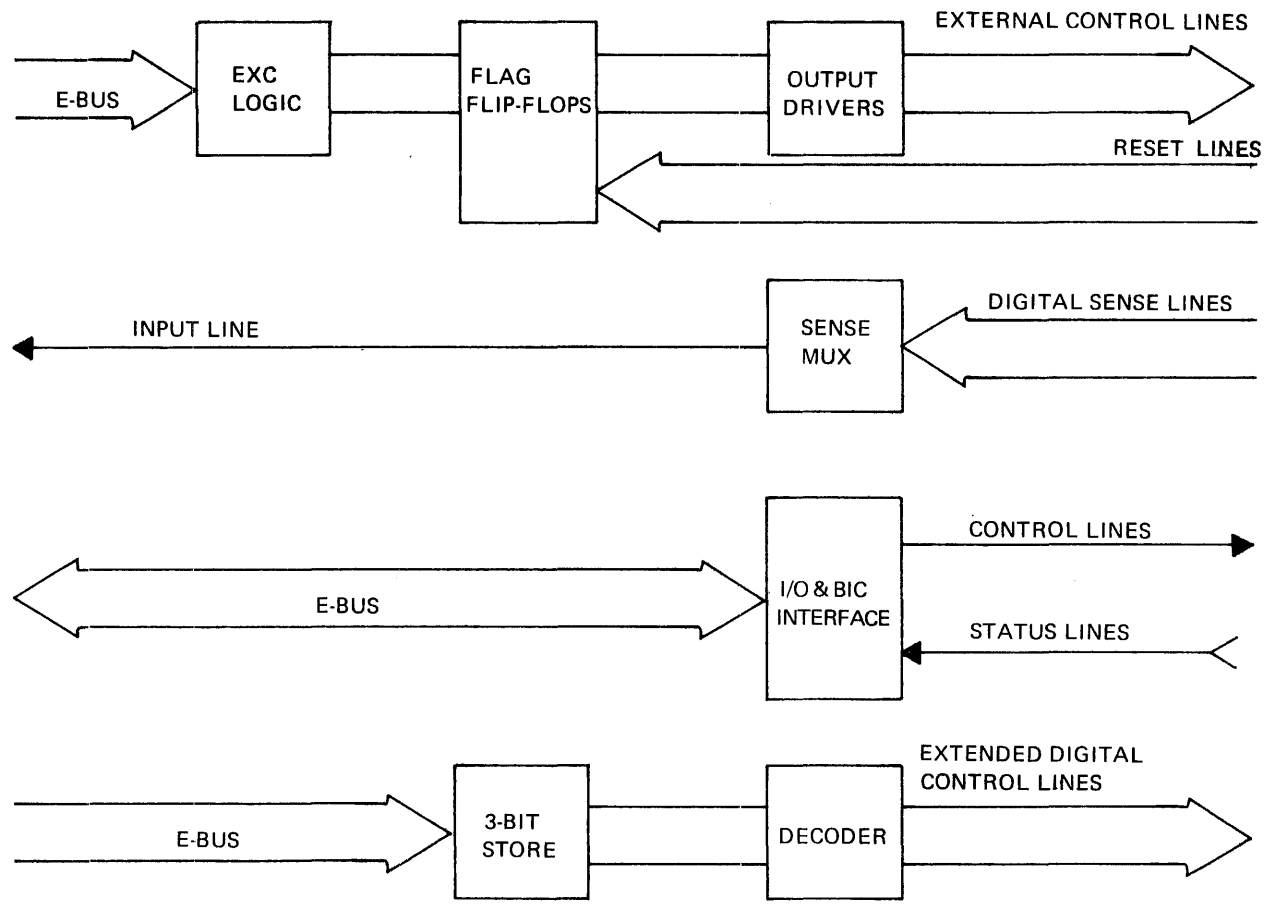 EXTERNAL CONTROL LINES
E-BUS
EXC
LOGIC
FLAG
FLIP-FLOPS
OUTPUT
DRIVERS
RESET LINES
INPUT LINE
SENSE
MUX
DIGITAL SENSE LINES
E-BUS
I/O & BIC
INTERFACE
CONTROL LINES
STATUS LINES
E-BUS
3-BIT
STORE
DECODER
EXTENDED DIGITAL
CONTROL LINES